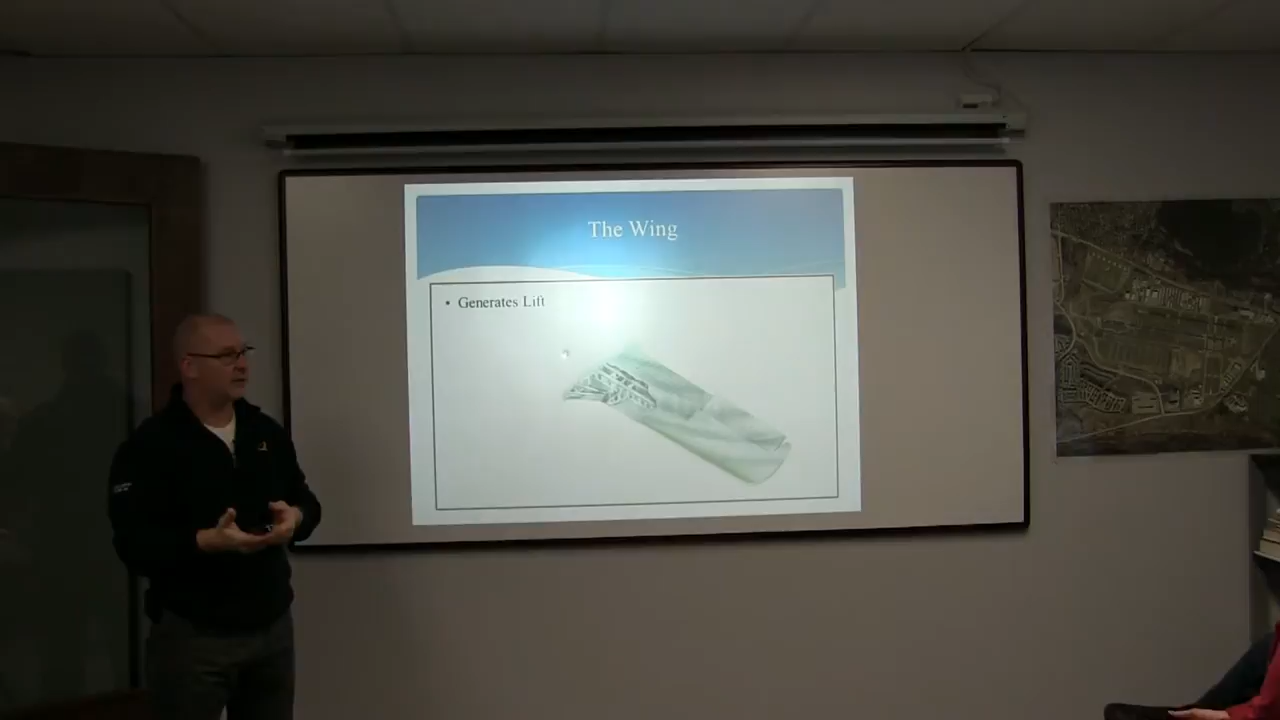 The Wing
• Generates Lift